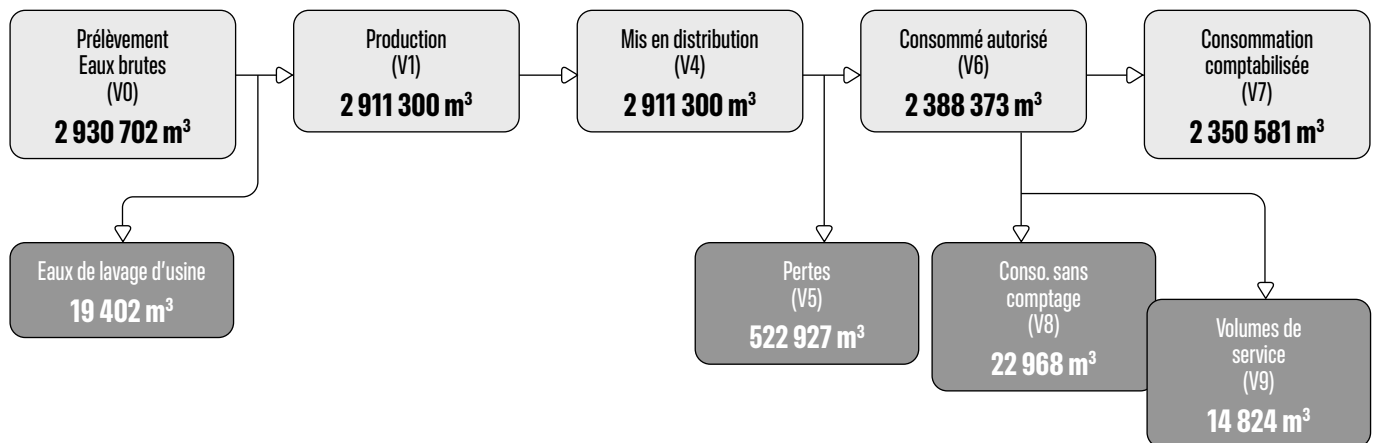 Prélèvement
Eaux brutes
(V0)
2 930 702 m³
Production
(V1)
2 911 300 m³
Mis en distribution
(V4)
2 911 300 m³
Consommé autorisé
(V6)
2 388 373 m³
Consommation
comptabilisée
(V7)
2 350 581 m³
Eaux de lavage d'usine
19 402 m³
Pertes
(V5)
522 927 m³
Conso. sans
comptage
(V8)
22 968 m³
Volumes de
service
(V9)
14 824 m³